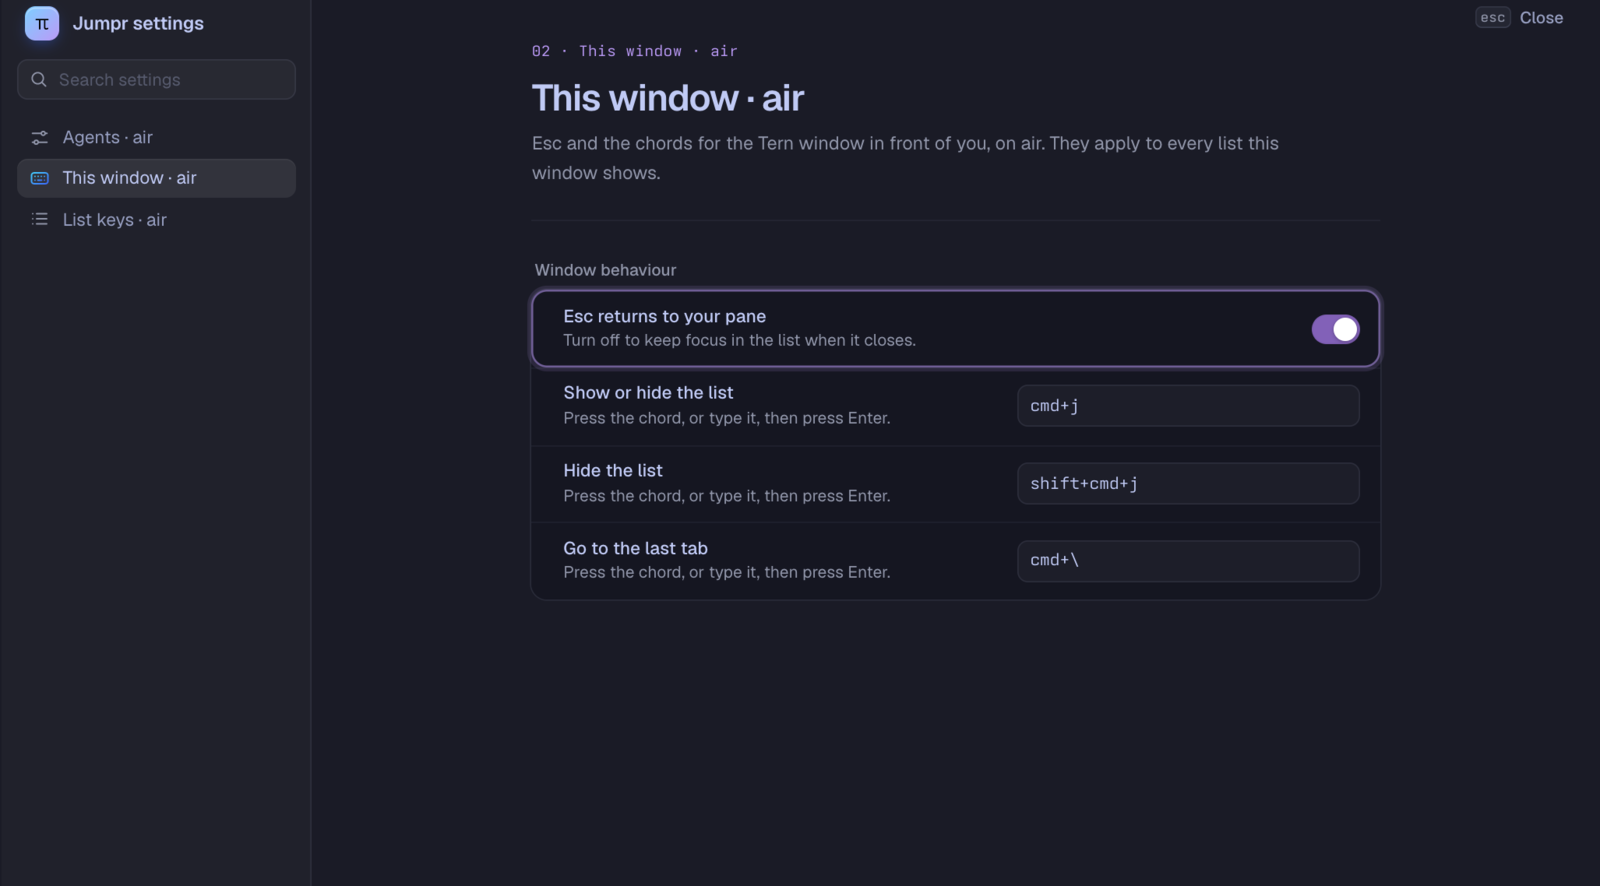 π Jumpr settings
Search settings
Agents · air
This window · air
List keys · air
esc Close
02 · This window · air
This window · air
Esc and the chords for the Tern window in front of you, on air. They apply to every list this
window shows.
Window behaviour
Esc returns to your pane
Turn off to keep focus in the list when it closes.
Show or hide the list
Press the chord, or type it, then press Enter.
cmd+j
Hide the list
Press the chord, or type it, then press Enter.
shift+cmd+j
Go to the last tab
Press the chord, or type it, then press Enter.
cmd+\